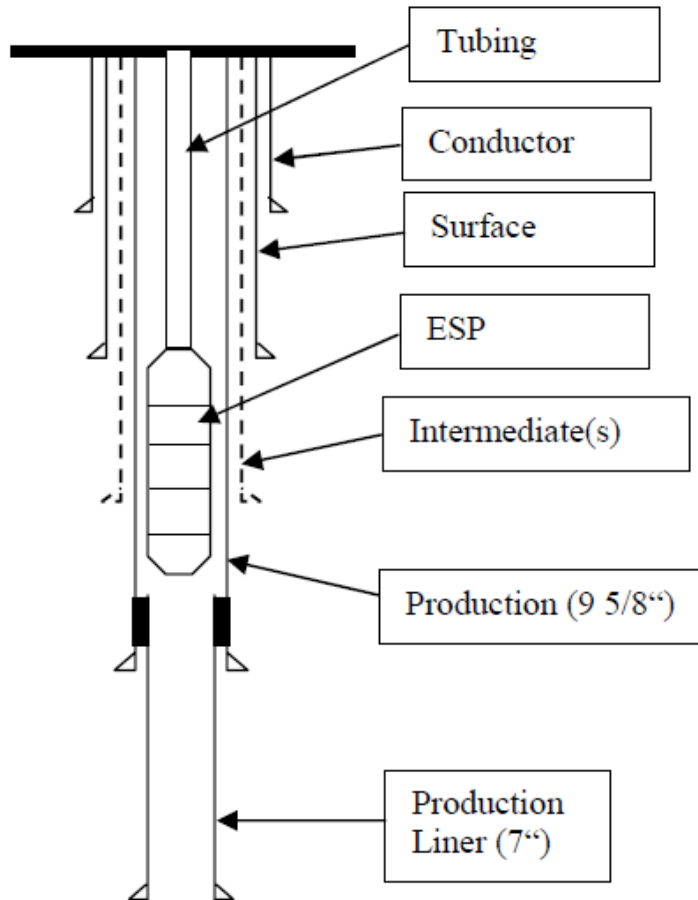 Tubing
Conductor
Surface
ESP
Intermediate(s)
Production (9 5/8“)
Production
Liner (7“)